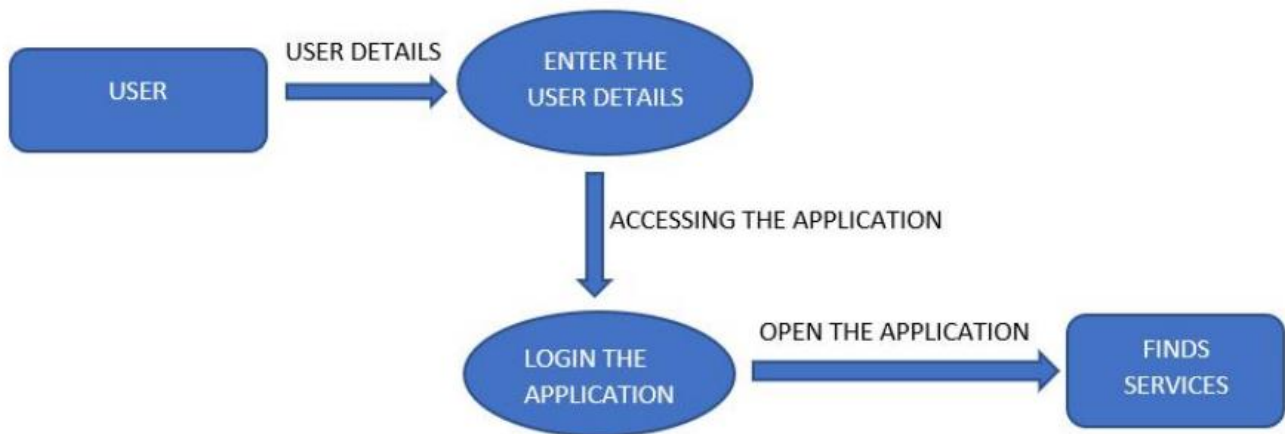 USER
USER DETAILS
ENTER THE
USER DETAILS
ACCESSING THE APPLICATION
LOGIN THE
APPLICATION
OPEN THE APPLICATION
FINDS
SERVICES